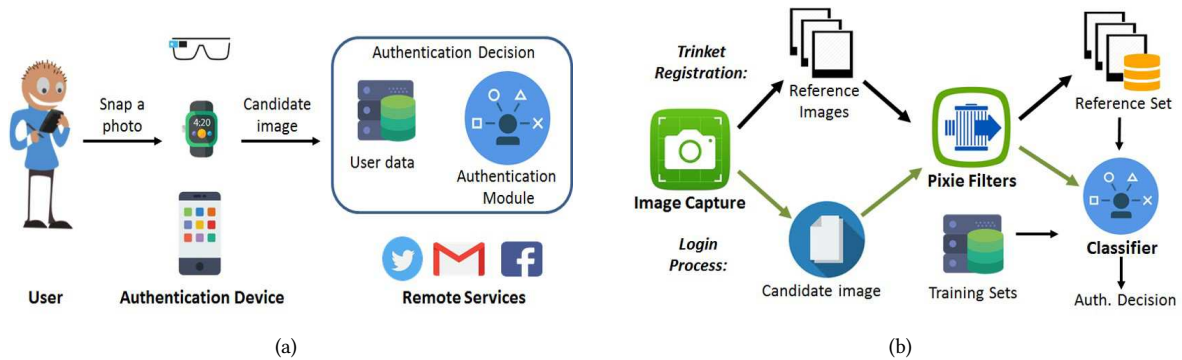 Authentication Decision
Snap a
photo
Candidate
image
4:20
User data
Authentication
Module
User
Authentication Device
Remote Services
(a)
Trinket
Registration:
Reference
Images
Reference Set
Image Capture
Pixie Filters
Login
Process:
Candidate image
Training Sets
Classifier
Auth. Decision
(b)